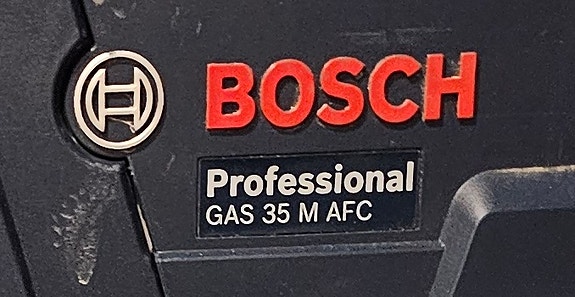 BOSCH
Professional
GAS 35 M AFC